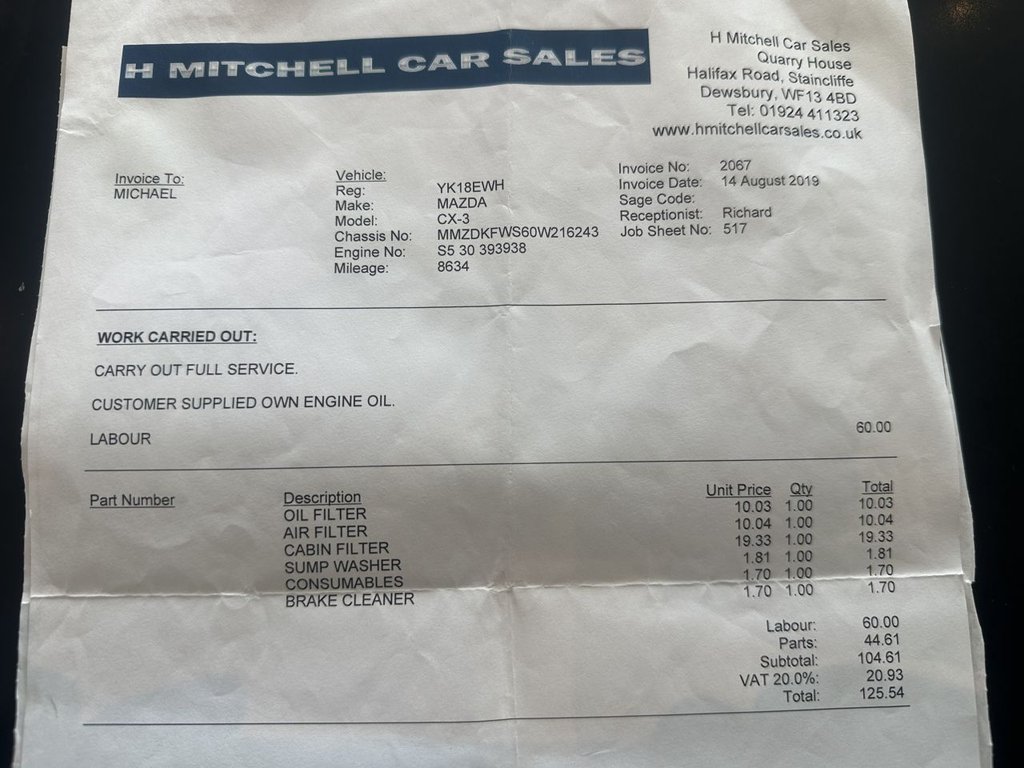 H MITCHELL CAR SALES
H Mitchell Car Sales
Quarry House
Halifax Road, Staincliffe
Dewsbury, WF13 4BD
Tel: 01924 411323
www.hmitchellcarsales.co.uk
Invoice To:
MICHAEL
Vehicle:
Reg: YK18EWH
Make: MAZDA
Model: CX-3
Chassis No: MMZDKFWS60W216243
Engine No: S5 30 393938
Mileage: 8634
Invoice No: 2067
Invoice Date: 14 August 2019
Sage Code:
Receptionist: Richard
Job Sheet No: 517
WORK CARRIED OUT:
CARRY OUT FULL SERVICE.
CUSTOMER SUPPLIED OWN ENGINE OIL.
LABOUR 60.00
Part Number Description Unit Price Qty Total
OIL FILTER 10.03 1.00 10.03
AIR FILTER 10.04 1.00 10.04
CABIN FILTER 19.33 1.00 19.33
SUMP WASHER 1.81 1.00 1.81
CONSUMABLES 1.70 1.00 1.70
BRAKE CLEANER 1.70 1.00 1.70
Labour: 60.00
Parts: 44.61
Subtotal: 104.61
VAT 20.0%: 20.93
Total: 125.54